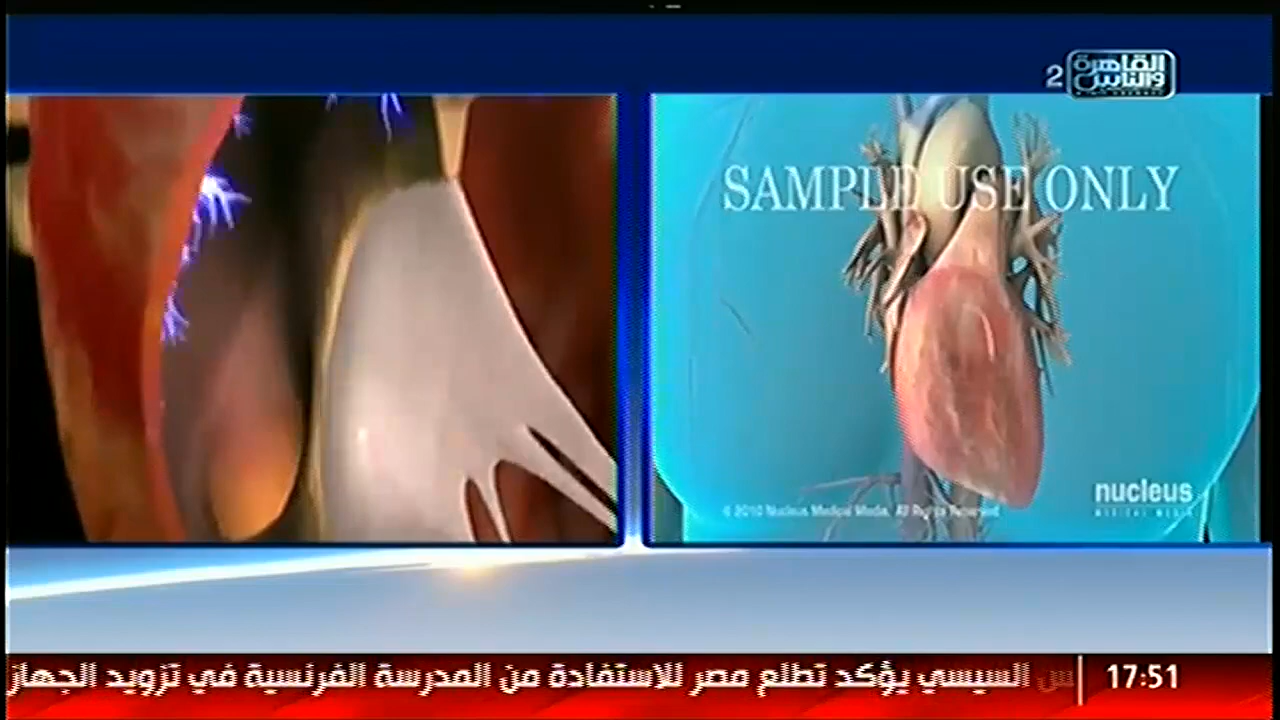 القاهرة
والناس
2
SAMPLE USE ONLY
nucleus
MEDICAL MEDIA
© 2010 Nucleus Medical Media. All Rights Reserved
السيسي يؤكد تطلع مصر للاستفادة من المدرسة الفرنسية في تزويد الجهاز
17:51